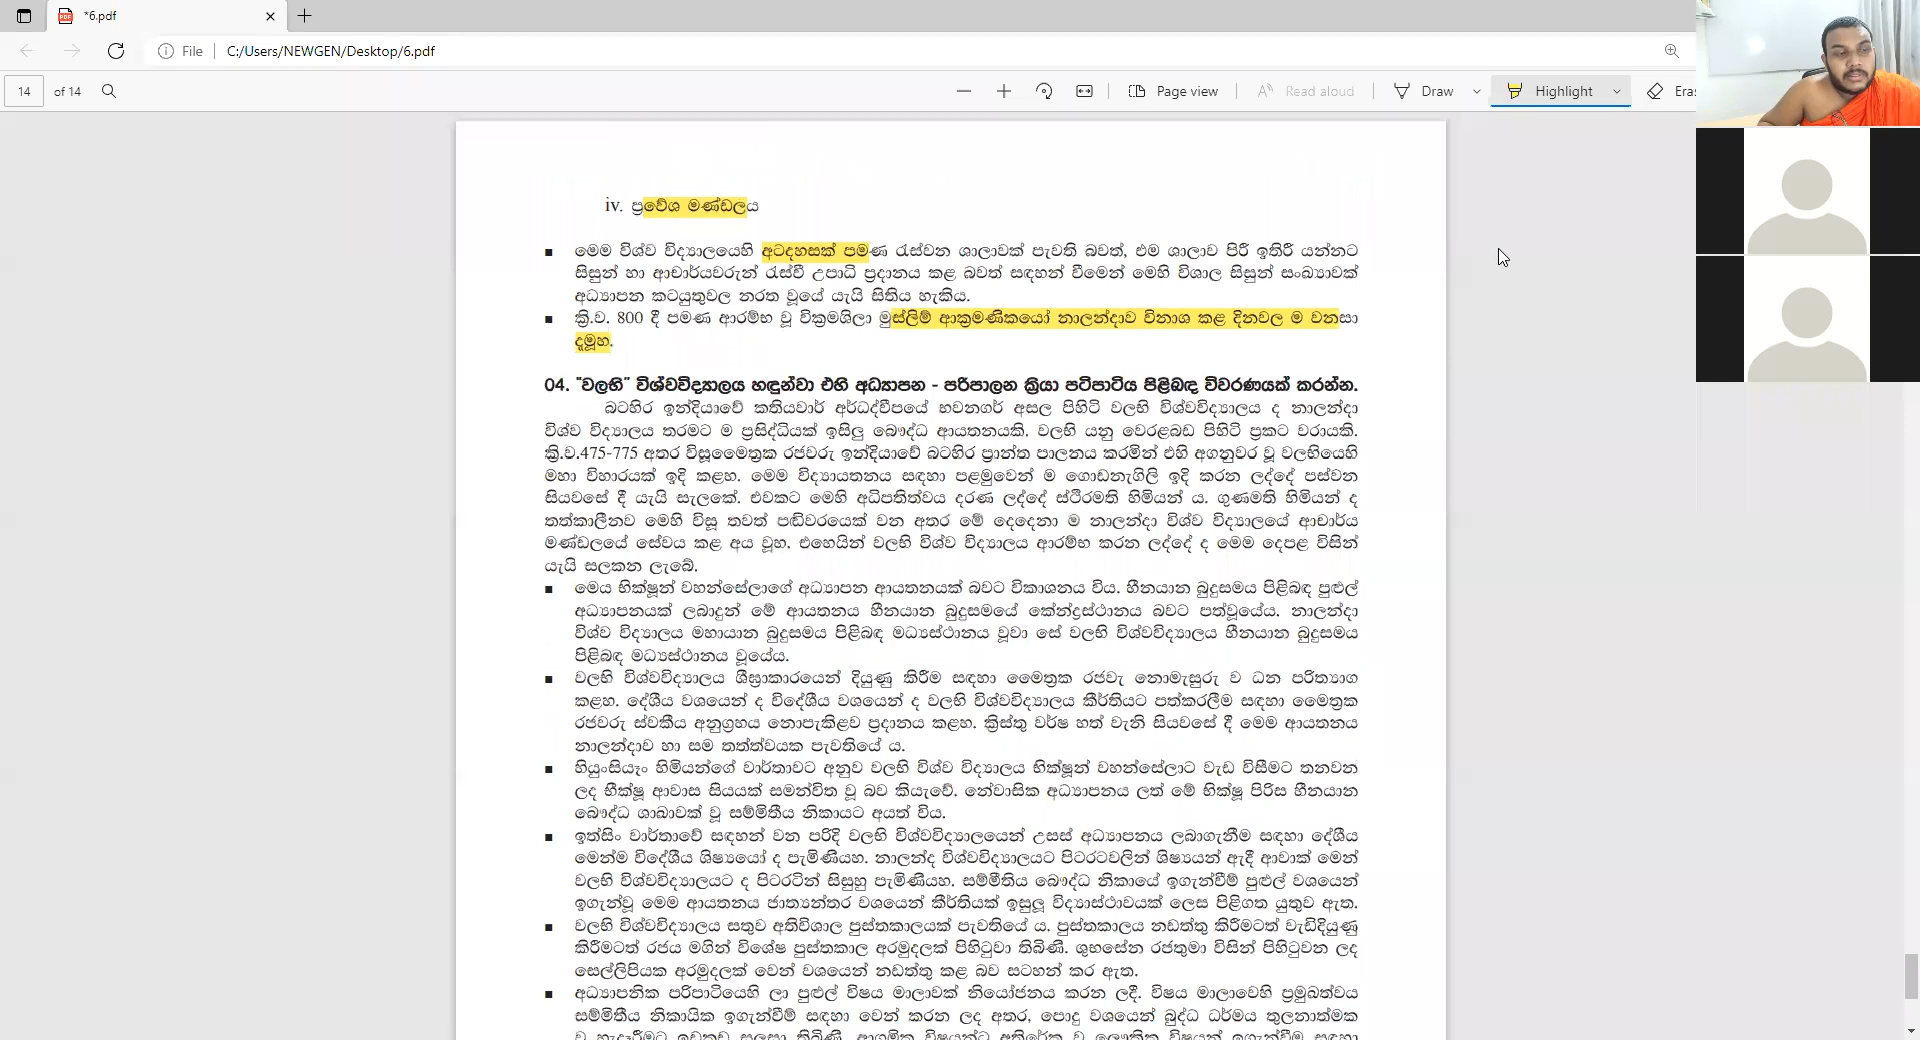 *6.pdf
File
C:/Users/NEWGEN/Desktop/6.pdf
14 of 14
Page view
Read aloud
Draw
Highlight
Eras
iv. ප්‍රවේශ මණ්ඩලය
■ මෙම විශ්ව විද්‍යාලයෙහි අටදහසක් පමණ රැස්වන ශාලාවක් පැවති බවත්, එම ශාලාව පිරී ඉතිරී යන්නට
සිසුන් හා ආචාර්යවරුන් රැස්වී උපාධි ප්‍රදානය කළ බවත් සඳහන් වීමෙන් මෙහි විශාල සිසුන් සංඛ්‍යාවක්
අධ්‍යාපන කටයුතුවල නරත වූයේ යැයි සිතිය හැකිය.
■ ක්‍රි.ව. 800 දී පමණ ආරම්භ වූ වික්‍රමශිලා මුස්ලිම් ආක්‍රමණිකයෝ නාලන්දාව විනාශ කළ දිනවල ම වනසා
දැමූහ.
04. "වලභි" විශ්වවිද්‍යාලය හඳුන්වා එහි අධ්‍යාපන - පරිපාලන ක්‍රියා පටිපාටිය පිළිබඳ විවරණයක් කරන්න.
බටහිර ඉන්දියාවේ කතියවාර් අර්ධද්වීපයේ භවනගර් අසල පිහිටි වලභි විශ්වවිද්‍යාලය ද නාලන්දා
විශ්ව විද්‍යාලය තරමට ම ප්‍රසිද්ධියක් ඉසිලු බෞද්ධ ආයතනයකි. වලභි යනු වෙරළබඩ පිහිටි ප්‍රකට වරායකි.
ක්‍රි.ව.475-775 අතර විසූමෛත්‍රක රජවරු ඉන්දියාවේ බටහිර ප්‍රාන්ත පාලනය කරමින් එහි අගනුවර වූ වලභියෙහි
මහා විහාරයක් ඉදි කළහ. මෙම විද්‍යායතනය සඳහා පළමුවෙන් ම ගොඩනැගිලි ඉදි කරන ලද්දේ පස්වන
සියවසේ දී යැයි සැලකේ. එවකට මෙහි අධිපතිත්වය දරණ ලද්දේ ස්ථිරමති හිමියන් ය. ගුණමති හිමියන් ද
තත්කාලීනව මෙහි විසූ තවත් පඬිවරයෙක් වන අතර මේ දෙදෙනා ම නාලන්දා විශ්ව විද්‍යාලයේ ආචාර්ය
මණ්ඩලයේ සේවය කළ අය වූහ. එහෙයින් වලභි විශ්ව විද්‍යාලය ආරම්භ කරන ලද්දේ ද මෙම දෙපළ විසින්
යැයි සලකන ලැබේ.
■ මෙය භික්ෂූන් වහන්සේලාගේ අධ්‍යාපන ආයතනයක් බවට විකාශනය විය. හීනයාන බුදුසමය පිළිබඳ පුළුල්
අධ්‍යාපනයක් ලබාදුන් මේ ආයතනය හීනයාන බුදුසමයේ කේන්ද්‍රස්ථානය බවට පත්වූයේය. නාලන්දා
විශ්ව විද්‍යාලය මහායාන බුදුසමය පිළිබඳ මධ්‍යස්ථානය වූවා සේ වලභි විශ්වවිද්‍යාලය හීනයාන බුදුසමය
පිළිබඳ මධ්‍යස්ථානය වූයේය.
■ වලභි විශ්වවිද්‍යාලය ශීඝ්‍රාකාරයෙන් දියුණු කිරීම සඳහා මෛත්‍රක රජවැ නොමැසුරු ව ධන පරිත්‍යාග
කළහ. දේශීය වශයෙන් ද විදේශීය වශයෙන් ද වලභි විශ්වවිද්‍යාලය කීර්තියට පත්කරලීම සඳහා මෛත්‍රක
රජවරු ස්වකීය අනුග්‍රහය නොපැකිළව ප්‍රදානය කළහ. ක්‍රිස්තු වර්ෂ හත් වැනි සියවසේ දී මෙම ආයතනය
නාලන්දාව හා සම තත්ත්වයක පැවතියේ ය.
■ හියුංසියෑං හිමියන්ගේ වාර්තාවට අනුව වලභි විශ්ව විද්‍යාලය භික්ෂූන් වහන්සේලාට වැඩ විසීමට තනවන
ලද භික්ෂු ආවාස සියයක් සමන්විත වූ බව කියැවේ. නේවාසික අධ්‍යාපනය ලත් මේ භික්ෂු පිරිස හීනයාන
බෞද්ධ ශාඛාවක් වූ සම්මිතීය නිකායට අයත් විය.
■ ඉත්සිං වාර්තාවේ සඳහන් වන පරිදි වලභි විශ්වවිද්‍යාලයෙන් උසස් අධ්‍යාපනය ලබාගැනීම සඳහා දේශීය
මෙන්ම විදේශීය ශිෂ්‍යයෝ ද පැමිණියහ. නාලන්ද විශ්වවිද්‍යාලයට පිටරටවලින් ශිෂ්‍යයන් ඇදී ආවාක් මෙන්
වලභි විශ්වවිද්‍යාලයට ද පිටරටින් සිසුහු පැමිණියහ. සම්මිතිය බෞද්ධ නිකායේ ඉගැන්වීම් පුළුල් වශයෙන්
ඉගැන්වූ මෙම ආයතනය ජාත්‍යන්තර වශයෙන් කීර්තියක් ඉසුලූ විද්‍යාස්ථාවයක් ලෙස පිළිගත යුතුව ඇත.
■ වලභි විශ්වවිද්‍යාලය සතුව අතිවිශාල පුස්තකාලයක් පැවතියේ ය. පුස්තකාලය නඩත්තු කිරීමටත් වැඩිදියුණු
කිරීමටත් රජය මගින් විශේෂ පුස්තකාල අරමුදලක් පිහිටුවා තිබිණි. ශුභසේන රජතුමා විසින් පිහිටුවන ලද
සෙල්ලිපියක අරමුදලක් වෙන් වශයෙන් නඩත්තු කළ බව සටහන් කර ඇත.
■ අධ්‍යාපනික පරිපාටියෙහි ලා පුළුල් විෂය මාලාවක් නියෝජනය කරන ලදී. විෂය මාලාවෙහි ප්‍රමුඛත්වය
සම්මිතීය නිකායික ඉගැන්වීම් සඳහා වෙන් කරන ලද අතර, පොදු වශයෙන් බුද්ධ ධර්මය තුලනාත්මක
ව හැදෑරීමට ඉඩකඩ සලසා තිබිණි. ආගමික විෂයන්ට අතිරේක ව ලෞකික විෂයන් ඉගැන්වීම සඳහා